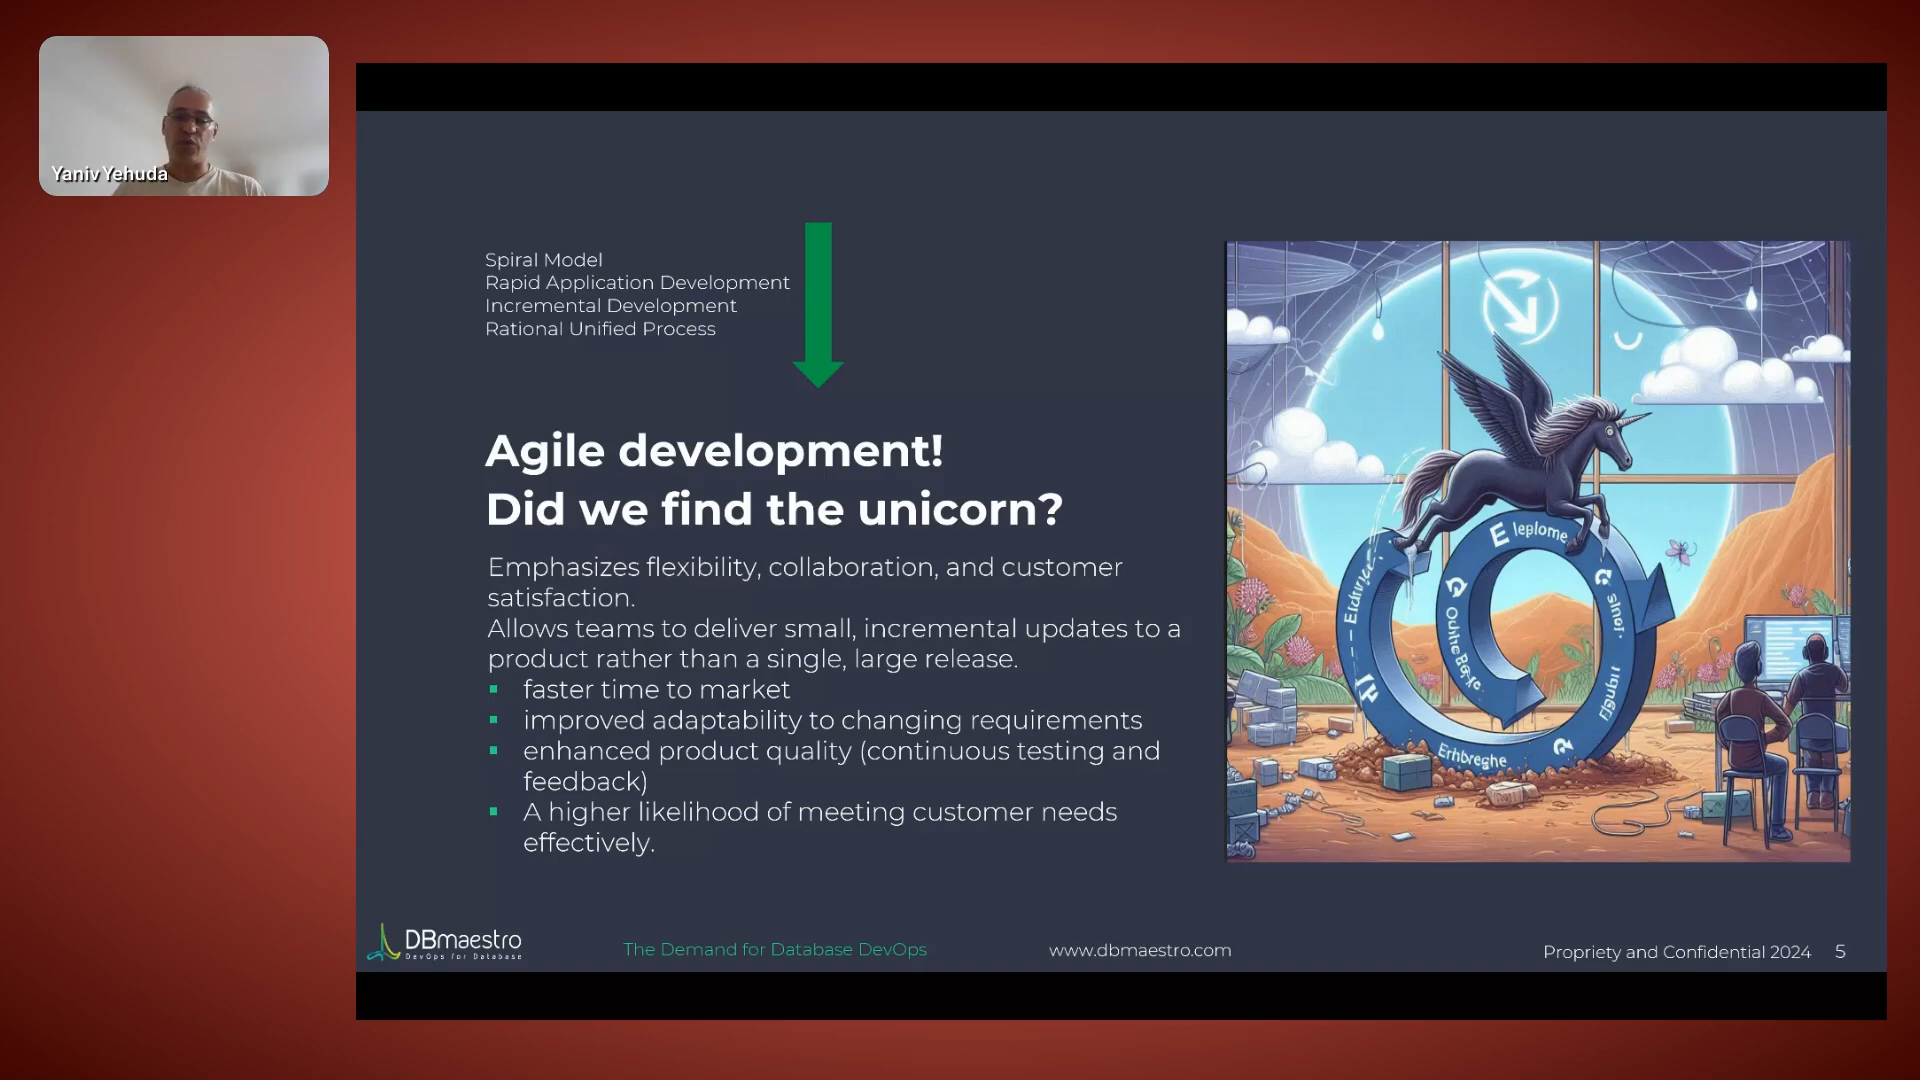 Yaniv Yehuda
Spiral Model
Rapid Application Development
Incremental Development
Rational Unified Process
Agile development!
Did we find the unicorn?
Emphasizes flexibility, collaboration, and customer
satisfaction.
Allows teams to deliver small, incremental updates to a
product rather than a single, large release.
faster time to market
improved adaptability to changing requirements
enhanced product quality (continuous testing and
feedback)
A higher likelihood of meeting customer needs
effectively.
E leplome
Erhbreghe
DBmaestro
DevOps for Database
The Demand for Database DevOps
www.dbmaestro.com
Propriety and Confidential 2024
5